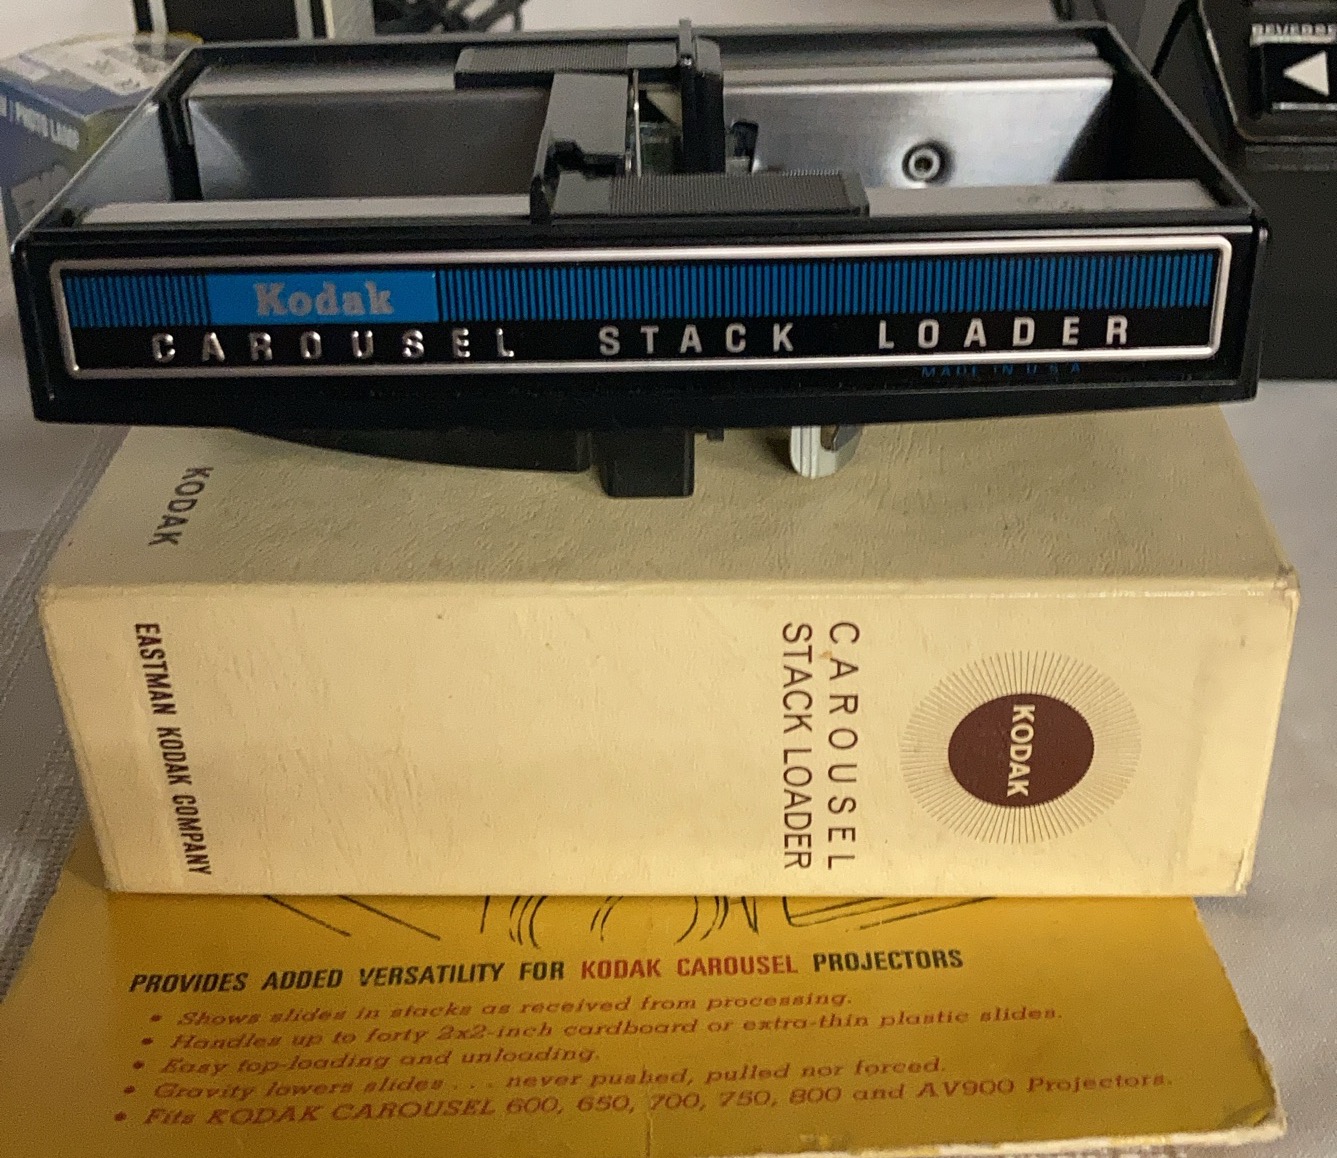 REVERSE
PHOTO LAMP
Kodak
CAROUSEL STACK LOADER
MADE IN U S A
KODAK
EASTMAN KODAK COMPANY
CAROUSEL
STACK LOADER
KODAK
PROVIDES ADDED VERSATILITY FOR KODAK CAROUSEL PROJECTORS
• Shows slides in stacks as received from processing.
• Handles up to forty 2x2-inch cardboard or extra-thin plastic slides.
• Easy top-loading and unloading.
• Gravity lowers slides . . . never pushed, pulled nor forced.
• Fits KODAK CAROUSEL 600, 650, 700, 750, 800 and AV900 Projectors.